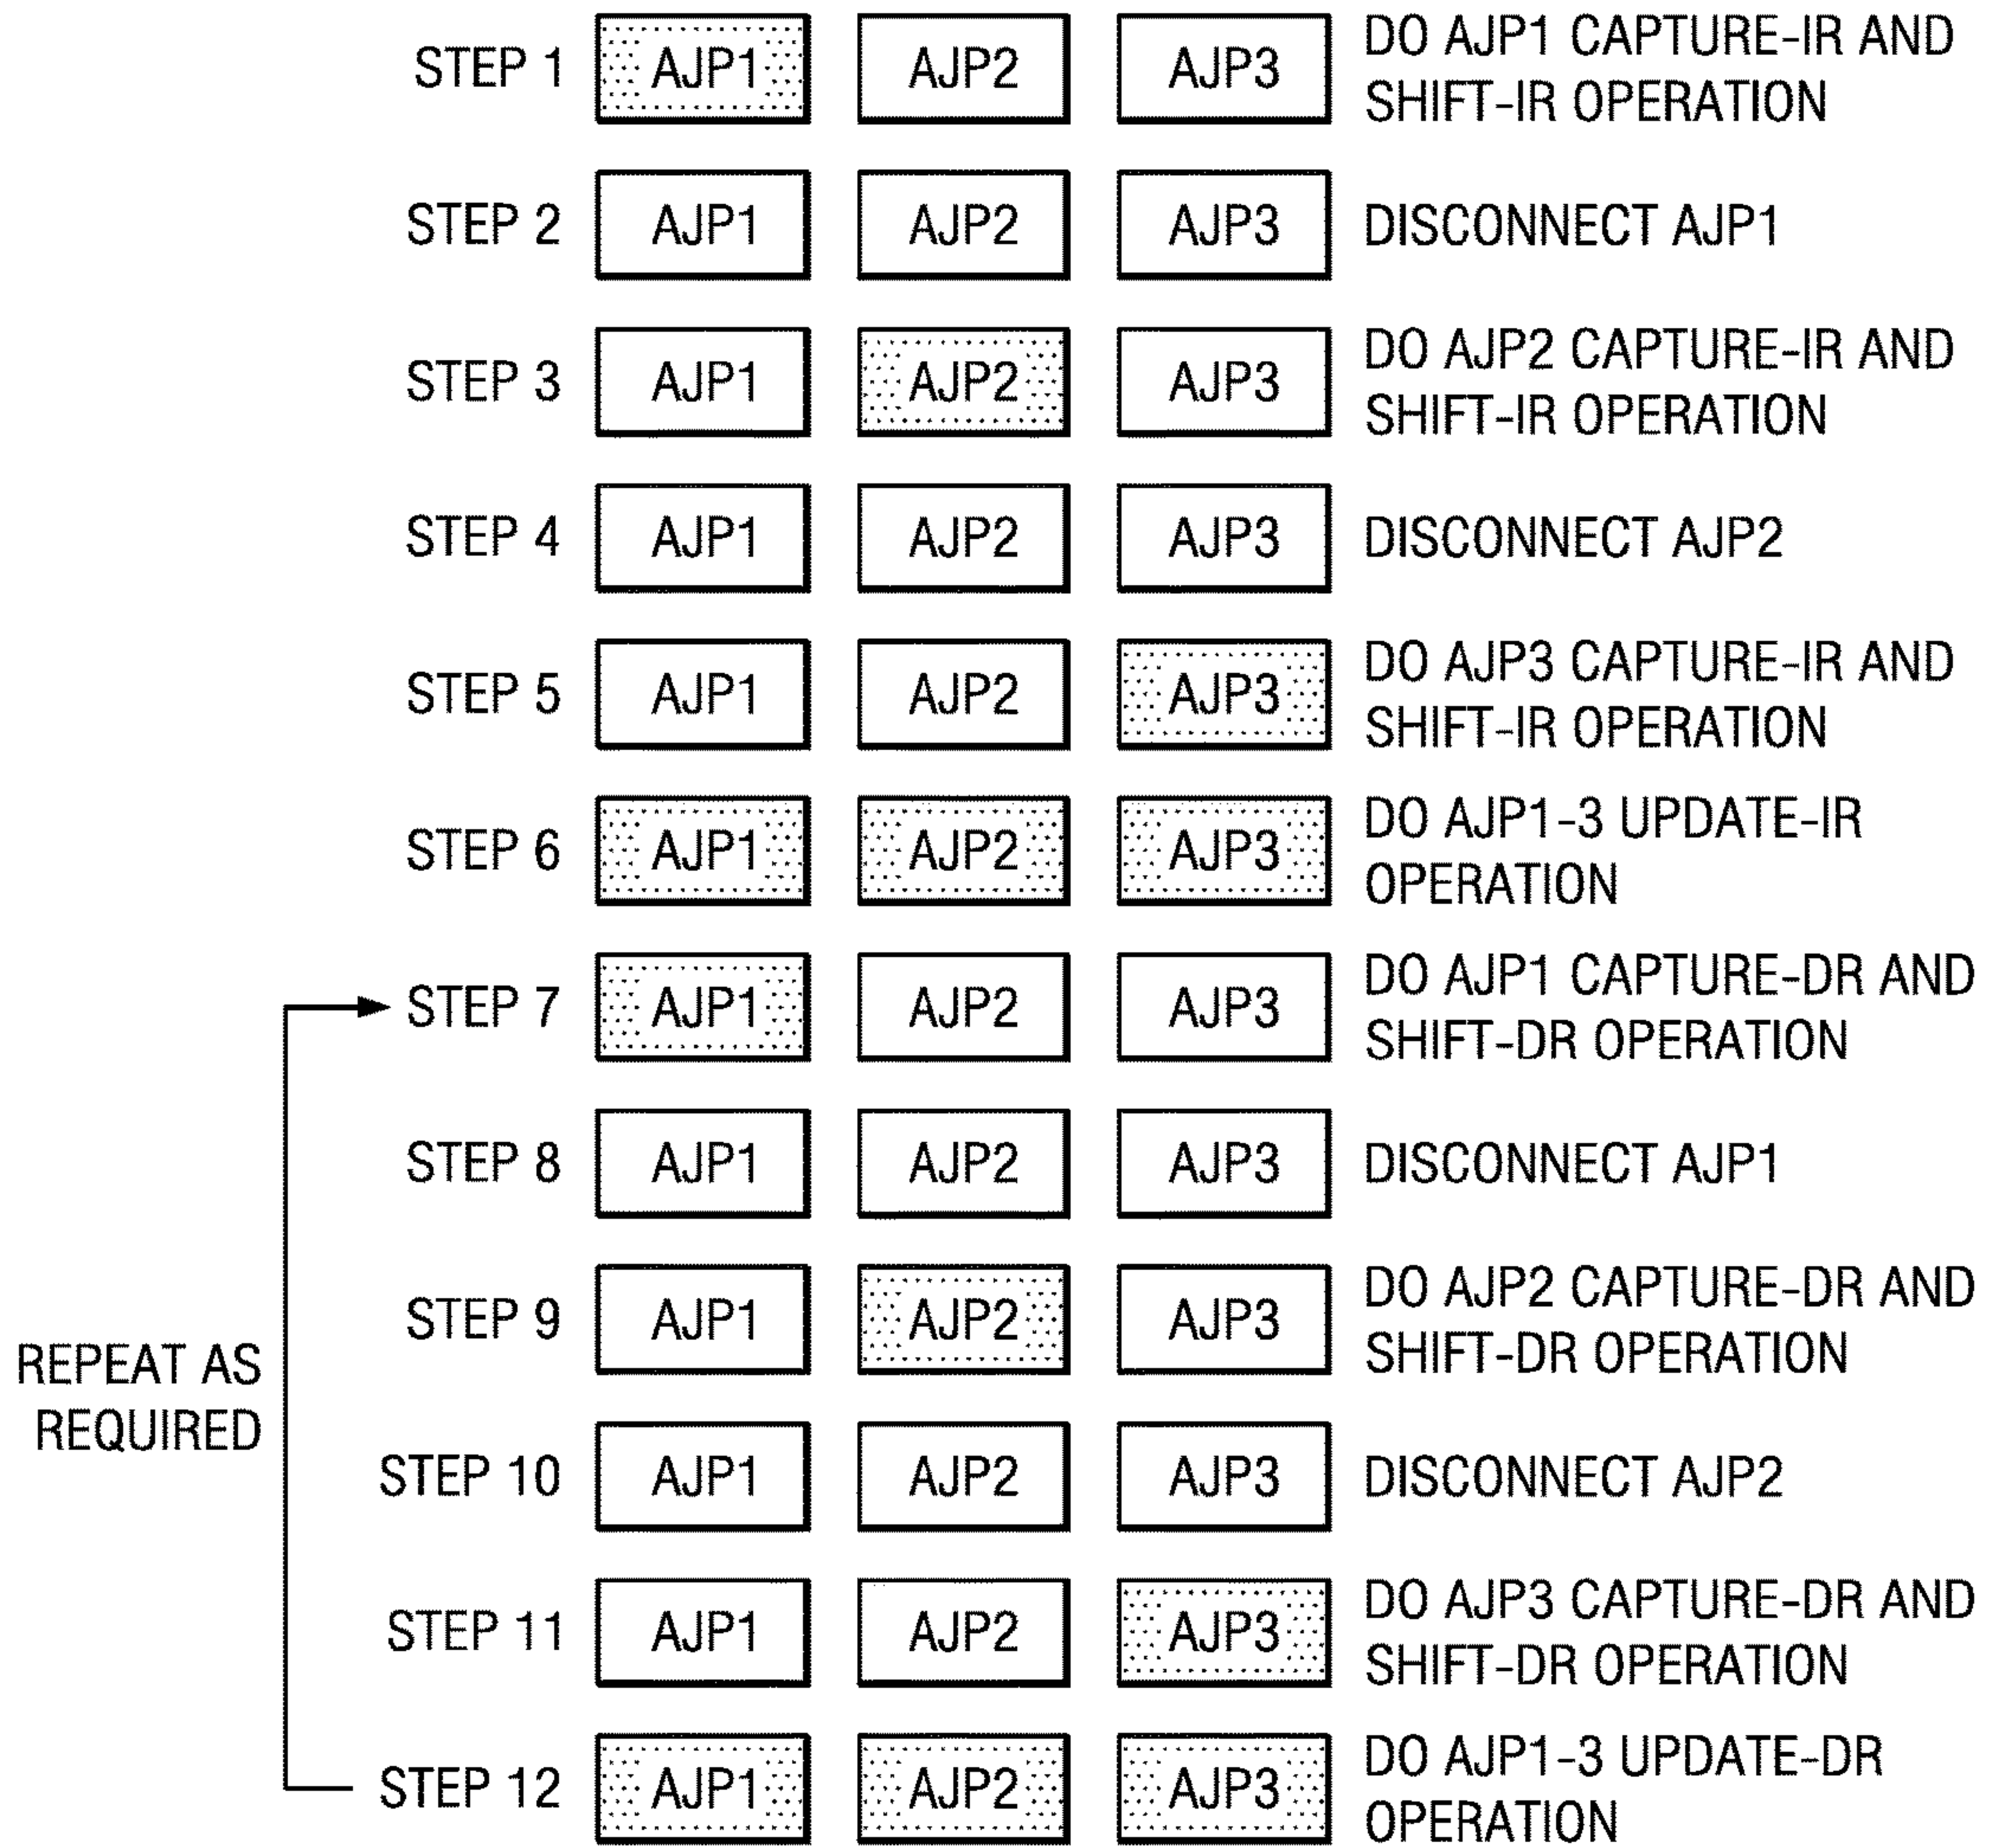 STEP 1 AJP1 AJP2 AJP3 DO AJP1 CAPTURE-IR AND
SHIFT-IR OPERATION
STEP 2 AJP1 AJP2 AJP3 DISCONNECT AJP1
STEP 3 AJP1 AJP2 AJP3 DO AJP2 CAPTURE-IR AND
SHIFT-IR OPERATION
STEP 4 AJP1 AJP2 AJP3 DISCONNECT AJP2
STEP 5 AJP1 AJP2 AJP3 DO AJP3 CAPTURE-IR AND
SHIFT-IR OPERATION
STEP 6 AJP1 AJP2 AJP3 DO AJP1-3 UPDATE-IR
OPERATION
STEP 7 AJP1 AJP2 AJP3 DO AJP1 CAPTURE-DR AND
SHIFT-DR OPERATION
STEP 8 AJP1 AJP2 AJP3 DISCONNECT AJP1
STEP 9 AJP1 AJP2 AJP3 DO AJP2 CAPTURE-DR AND
SHIFT-DR OPERATION
REPEAT AS
REQUIRED
STEP 10 AJP1 AJP2 AJP3 DISCONNECT AJP2
STEP 11 AJP1 AJP2 AJP3 DO AJP3 CAPTURE-DR AND
SHIFT-DR OPERATION
STEP 12 AJP1 AJP2 AJP3 DO AJP1-3 UPDATE-DR
OPERATION